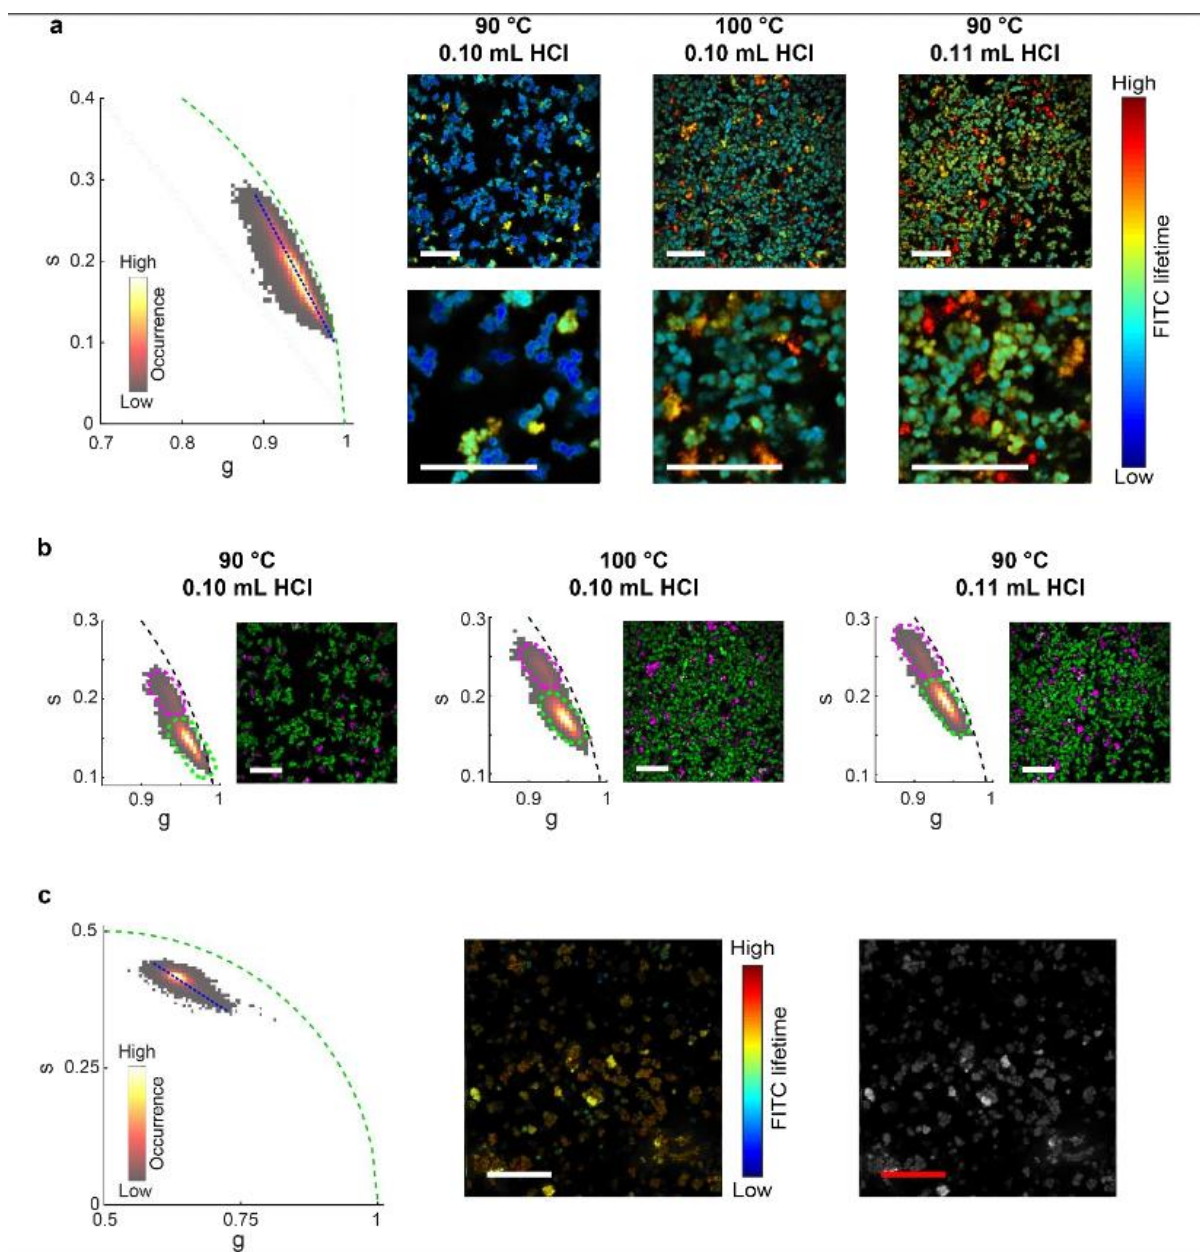 a
90 °C
0.10 mL HCl
100 °C
0.10 mL HCl
90 °C
0.11 mL HCl
0.4
0.3
0.2
0.1
0
s
High
Occurrence
Low
0.7
0.8
0.9
1
g
High
FITC lifetime
Low
b
90 °C
0.10 mL HCl
100 °C
0.10 mL HCl
90 °C
0.11 mL HCl
0.3
0.2
0.1
s
0.9
1
g
0.3
0.2
0.1
s
0.9
1
g
0.3
0.2
0.1
s
0.9
1
g
c
0.5
0.25
0
s
High
Occurrence
Low
0.5
0.75
1
g
High
FITC lifetime
Low